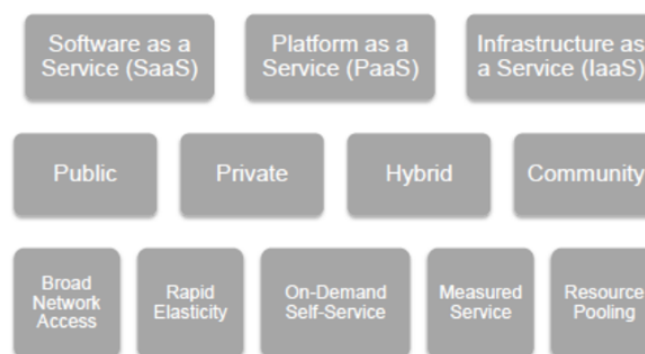 Software as a
Service (SaaS)
Platform as a
Service (PaaS)
Infrastructure as
a Service (IaaS)
Public
Private
Hybrid
Community
Broad
Network
Access
Rapid
Elasticity
On-Demand
Self-Service
Measured
Service
Resource
Pooling